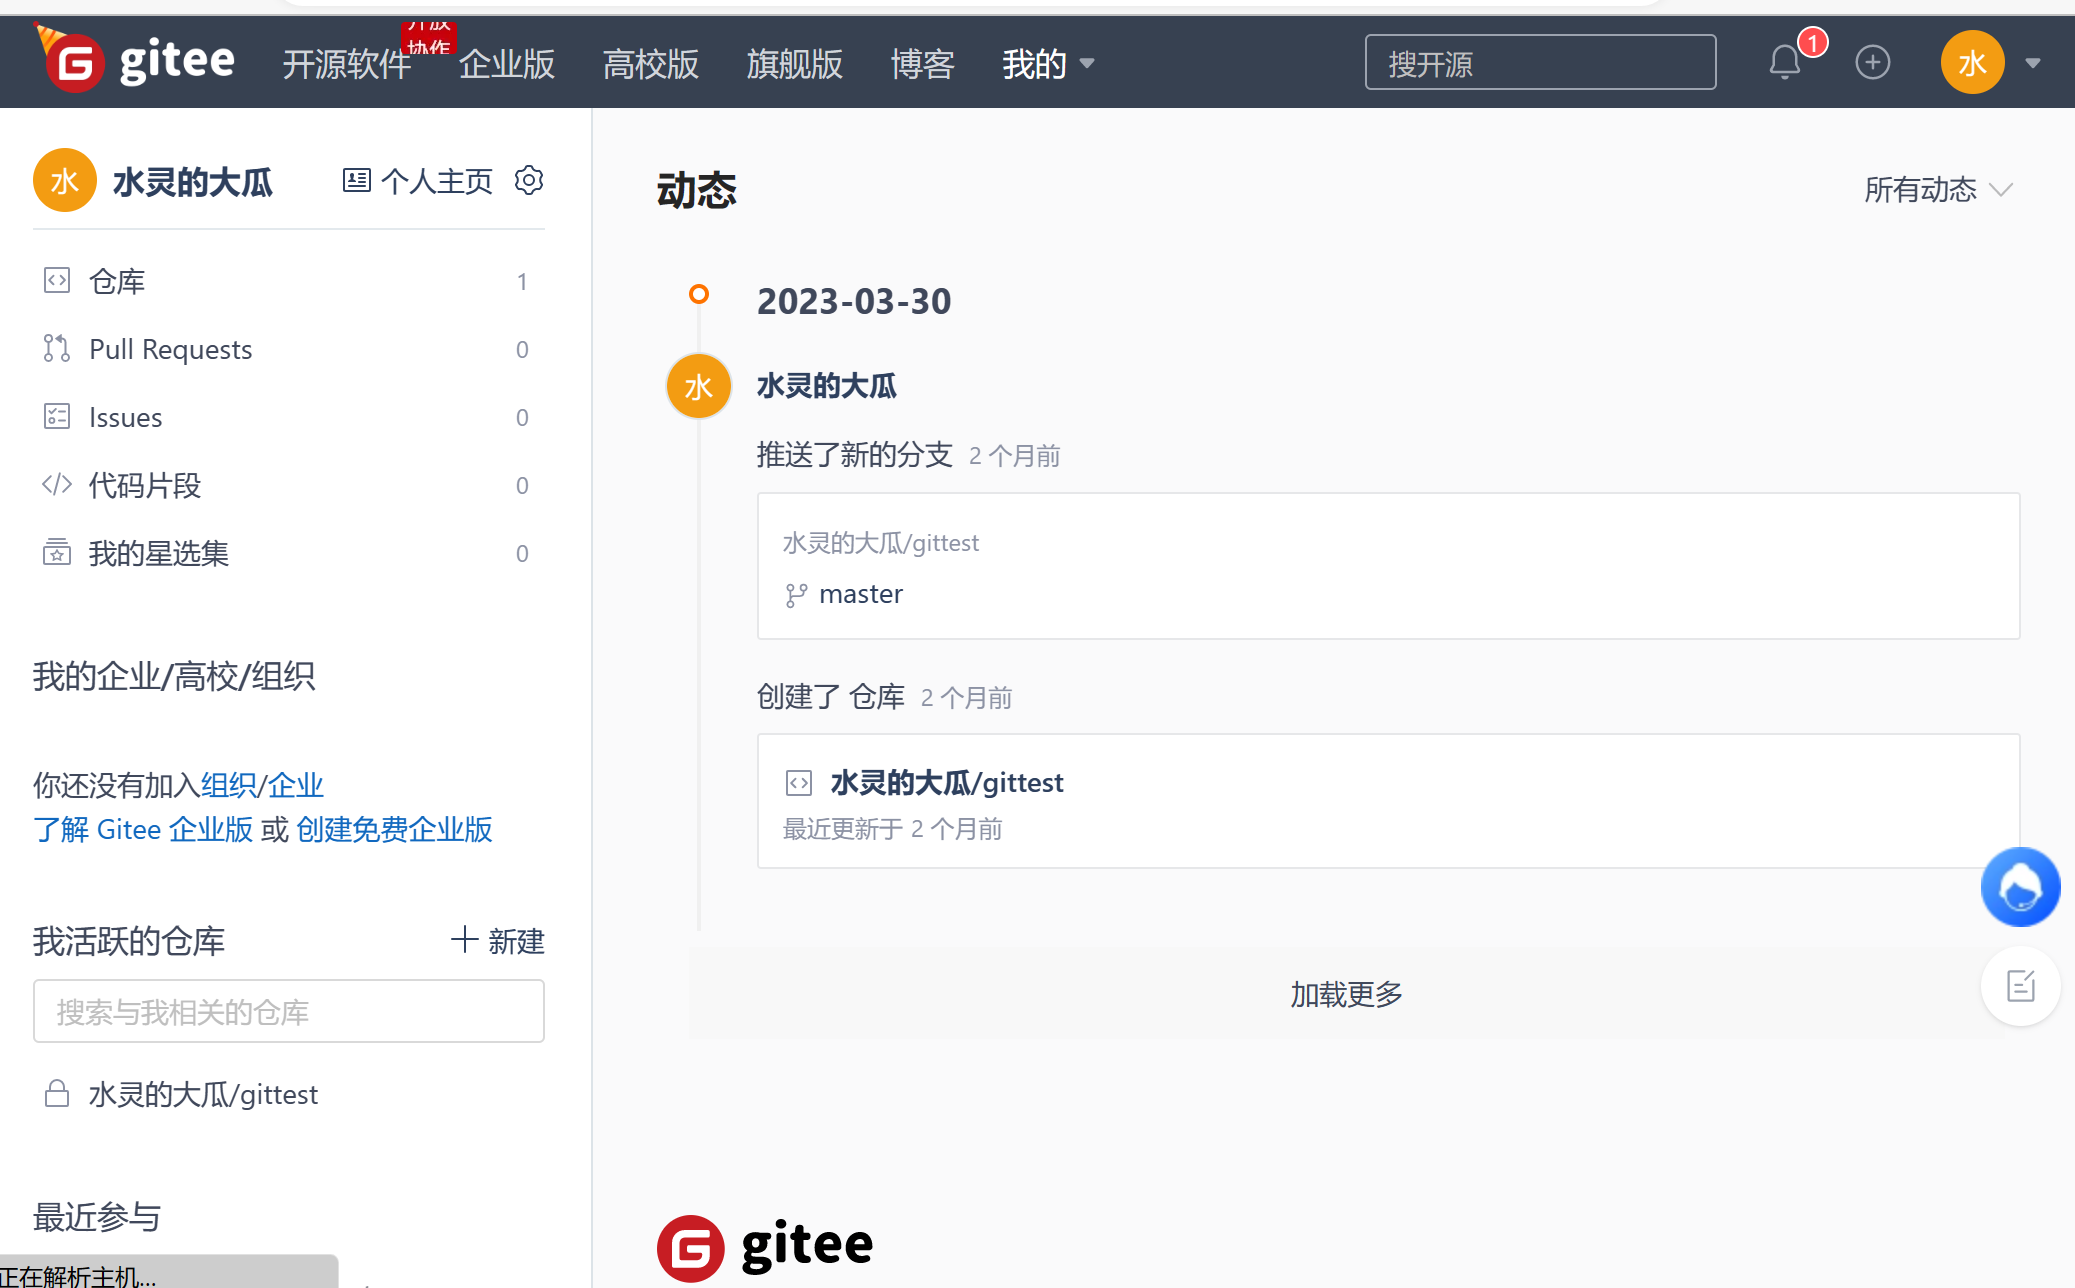 gitee 开源软件 开放协作 企业版 高校版 旗舰版 博客 我的 搜开源 1 水
水 水灵的大瓜 个人主页
仓库 1
Pull Requests 0
Issues 0
代码片段 0
我的星选集 0
我的企业/高校/组织
你还没有加入组织/企业
了解 Gitee 企业版 或 创建免费企业版
我活跃的仓库 新建
搜索与我相关的仓库
水灵的大瓜/gittest
最近参与
正在解析主机...
动态 所有动态
2023-03-30
水 水灵的大瓜
推送了新的分支 2 个月前
水灵的大瓜/gittest
master
创建了 仓库 2 个月前
水灵的大瓜/gittest
最近更新于 2 个月前
加载更多
gitee